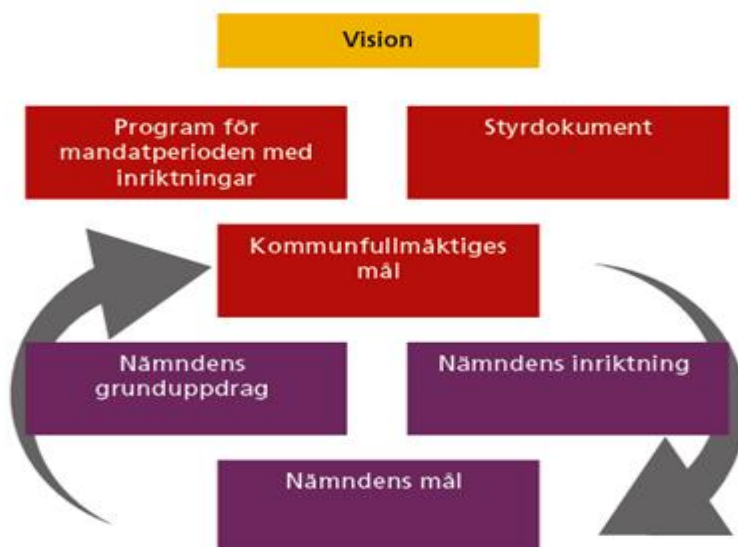 Vision
Program för
mandatperioden med
inriktningar
Styrdokument
Kommunfullmäktiges
mål
Nämndens
grunduppdrag
Nämndens inriktning
Nämndens mål